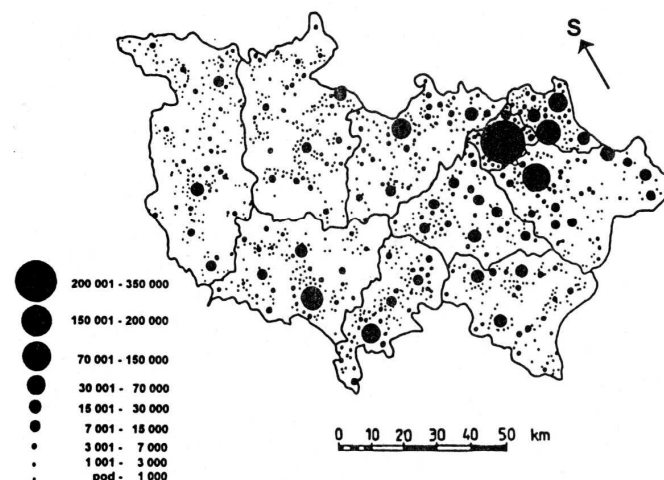 S
200 001 - 350 000
150 001 - 200 000
70 001 - 150 000
30 001 - 70 000
15 001 - 30 000
7 001 - 15 000
3 001 - 7 000
1 001 - 3 000
pod - 1 000
0 10 20 30 40 50 km